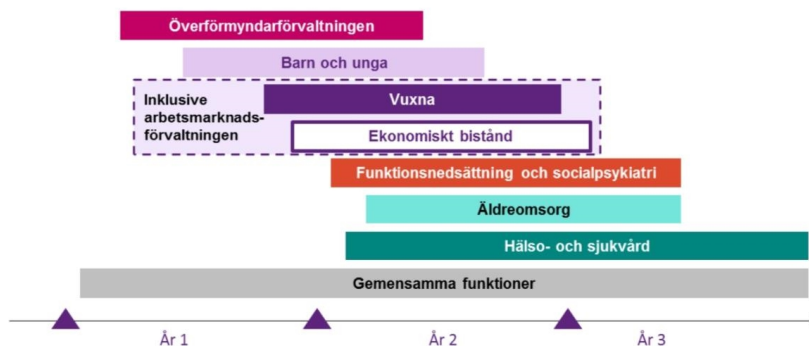 Överförmyndarförvaltningen
Barn och unga
Inklusive
arbetsmarknads-
förvaltningen
Vuxna
Ekonomiskt bistånd
Funktionsnedsättning och socialpsykiatri
Äldreomsorg
Hälso- och sjukvård
Gemensamma funktioner
År 1
År 2
År 3